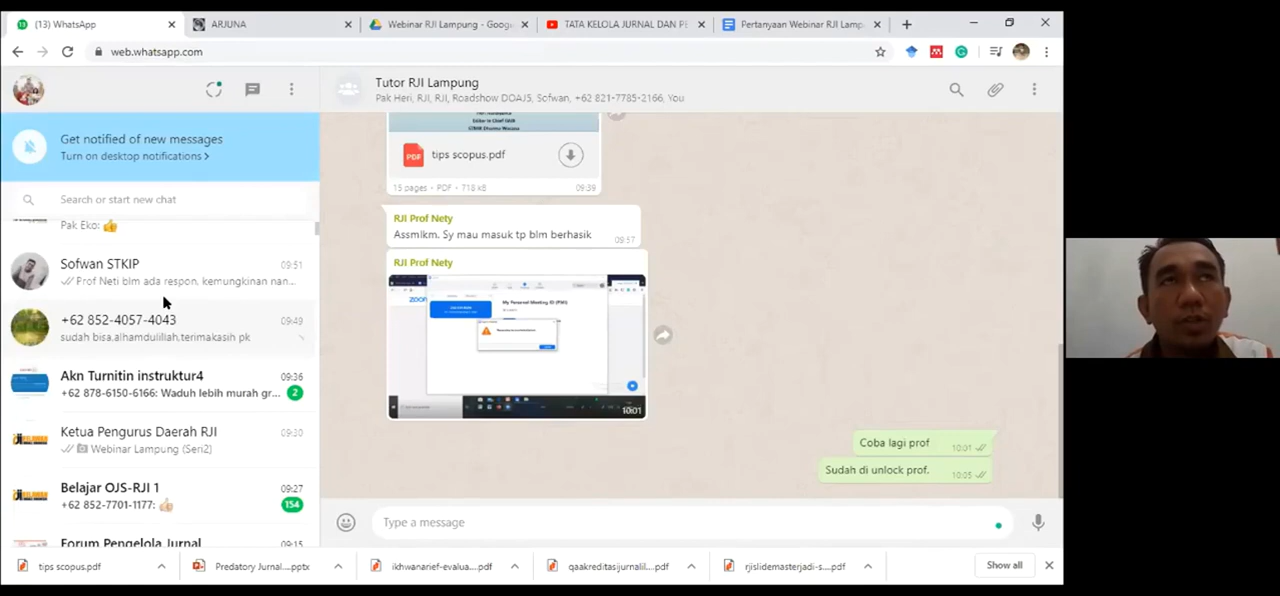 (13) WhatsApp
ARJUNA
Webinar RJI Lampung - Goog
TATA KELOLA JURNAL DAN PE
Pertanyaan Webinar RJI Lamp
web.whatsapp.com
Tutor RJI Lampung
Pak Heri, RJI, RJI, Roadshow DOAJ5, Sofwan, +62 821-7785-2166, You
Get notified of new messages
Turn on desktop notifications >
Search or start new chat
Pak Eko: 👍
Sofwan STKIP
09:51
Prof Neti blm ada respon, kemungkinan nan...
+62 852-4057-4043
09:49
sudah bisa,alhamdulillah,terimakasih pk
Akn Turnitin instruktur4
09:36
+62 878-6150-6166: Waduh lebih murah gr...
2
Ketua Pengurus Daerah RJI
09:30
Webinar Lampung (Seri2)
Belajar OJS-RJI 1
09:27
+62 852-7701-1177: 👍🏻
154
Forum Pengelola Jurnal
09:15
Editor in Chief
PDF
tips scopus.pdf
15 pages • PDF • 718 kB
09:39
RJI Prof Nety
Assmlkm. Sy mau masuk tp blm berhasik
09:57
RJI Prof Nety
My Personal Meeting ID (PMI)
10:01
Coba lagi prof
10:01
Sudah di unlock prof.
10:05
Type a message
tips scopus.pdf
Predatory Jurnal....pptx
ikhwanarief-evalua....pdf
qaakreditasijurnalil....pdf
rjislidemasterjadi-s....pdf
Show all